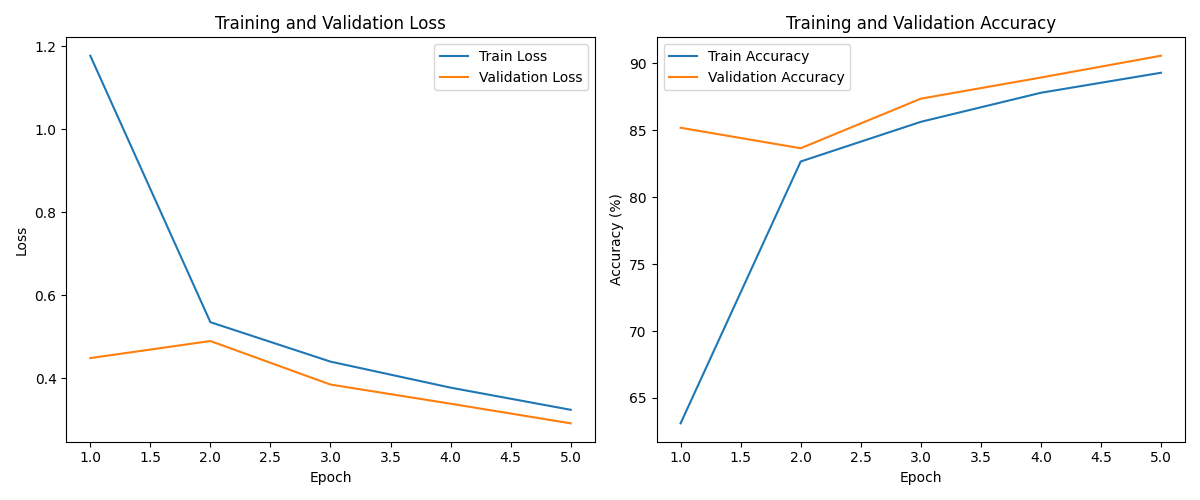 Training and Validation Loss
Train Loss
Validation Loss
1.2
1.0
0.8
0.6
0.4
Loss
1.0 1.5 2.0 2.5 3.0 3.5 4.0 4.5 5.0
Epoch
Training and Validation Accuracy
Train Accuracy
Validation Accuracy
90
85
80
75
70
65
Accuracy (%)
1.0 1.5 2.0 2.5 3.0 3.5 4.0 4.5 5.0
Epoch